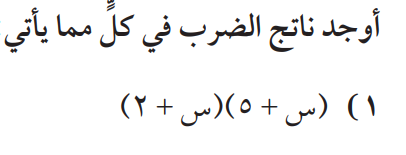 أوجد ناتج الضرب في كلٍّ مما يأتي:
١) (س + ٥)(س + ٢)